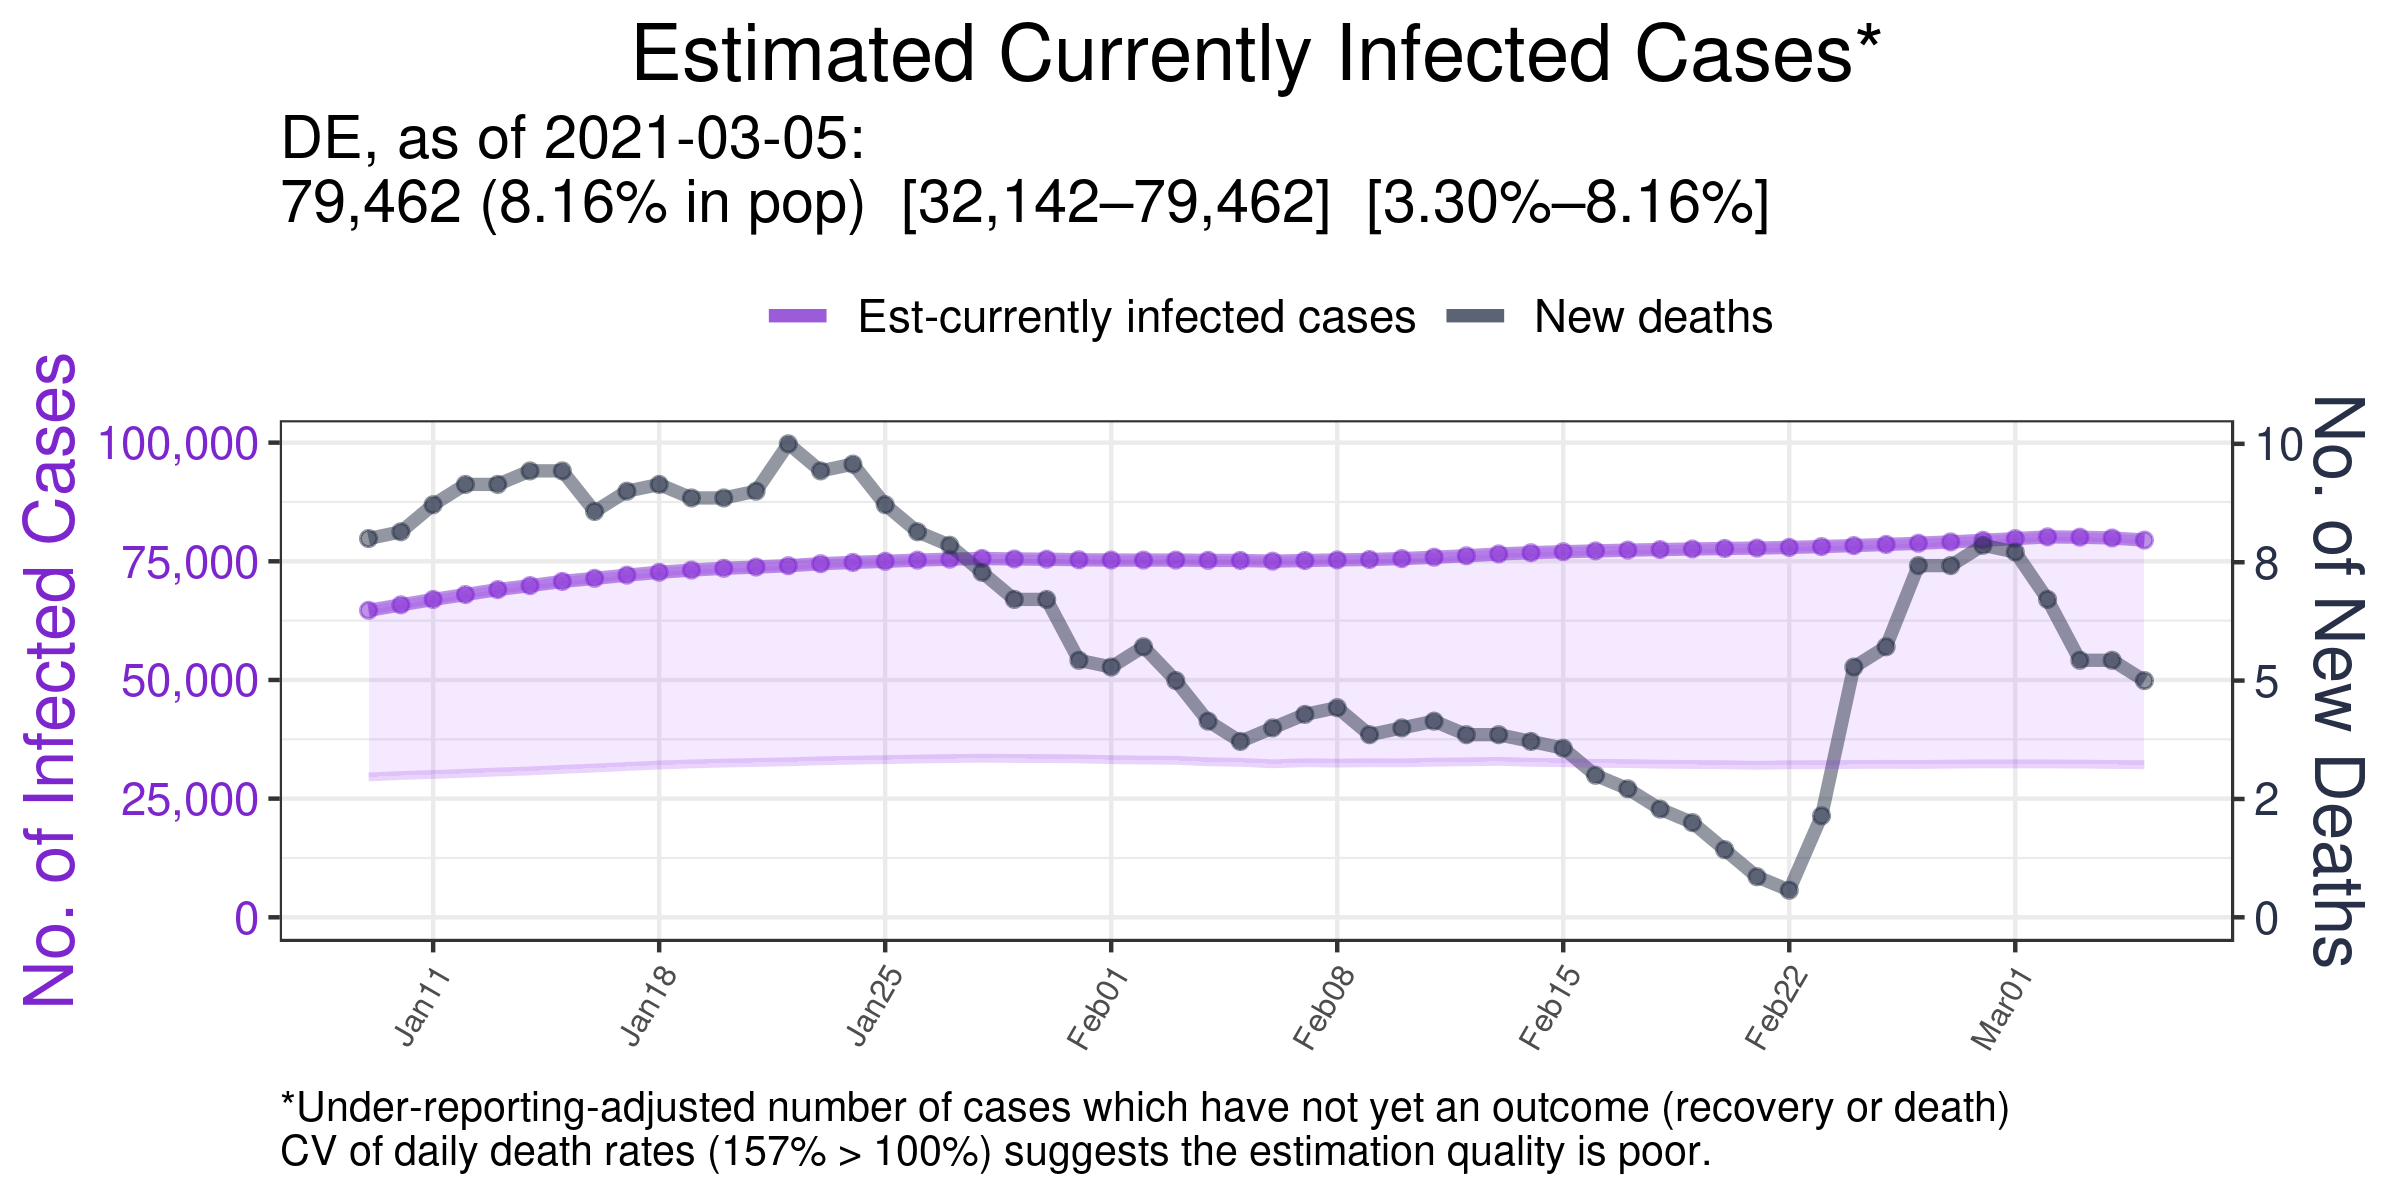 Estimated Currently Infected Cases*
DE, as of 2021-03-05:
79,462 (8.16% in pop) [32,142–79,462] [3.30%–8.16%]
Est-currently infected cases
New deaths
No. of Infected Cases
100,000
75,000
50,000
25,000
0
10
8
5
2
0
No. of New Deaths
Jan11
Jan18
Jan25
Feb01
Feb08
Feb15
Feb22
Mar01
*Under-reporting-adjusted number of cases which have not yet an outcome (recovery or death)
CV of daily death rates (157% > 100%) suggests the estimation quality is poor.